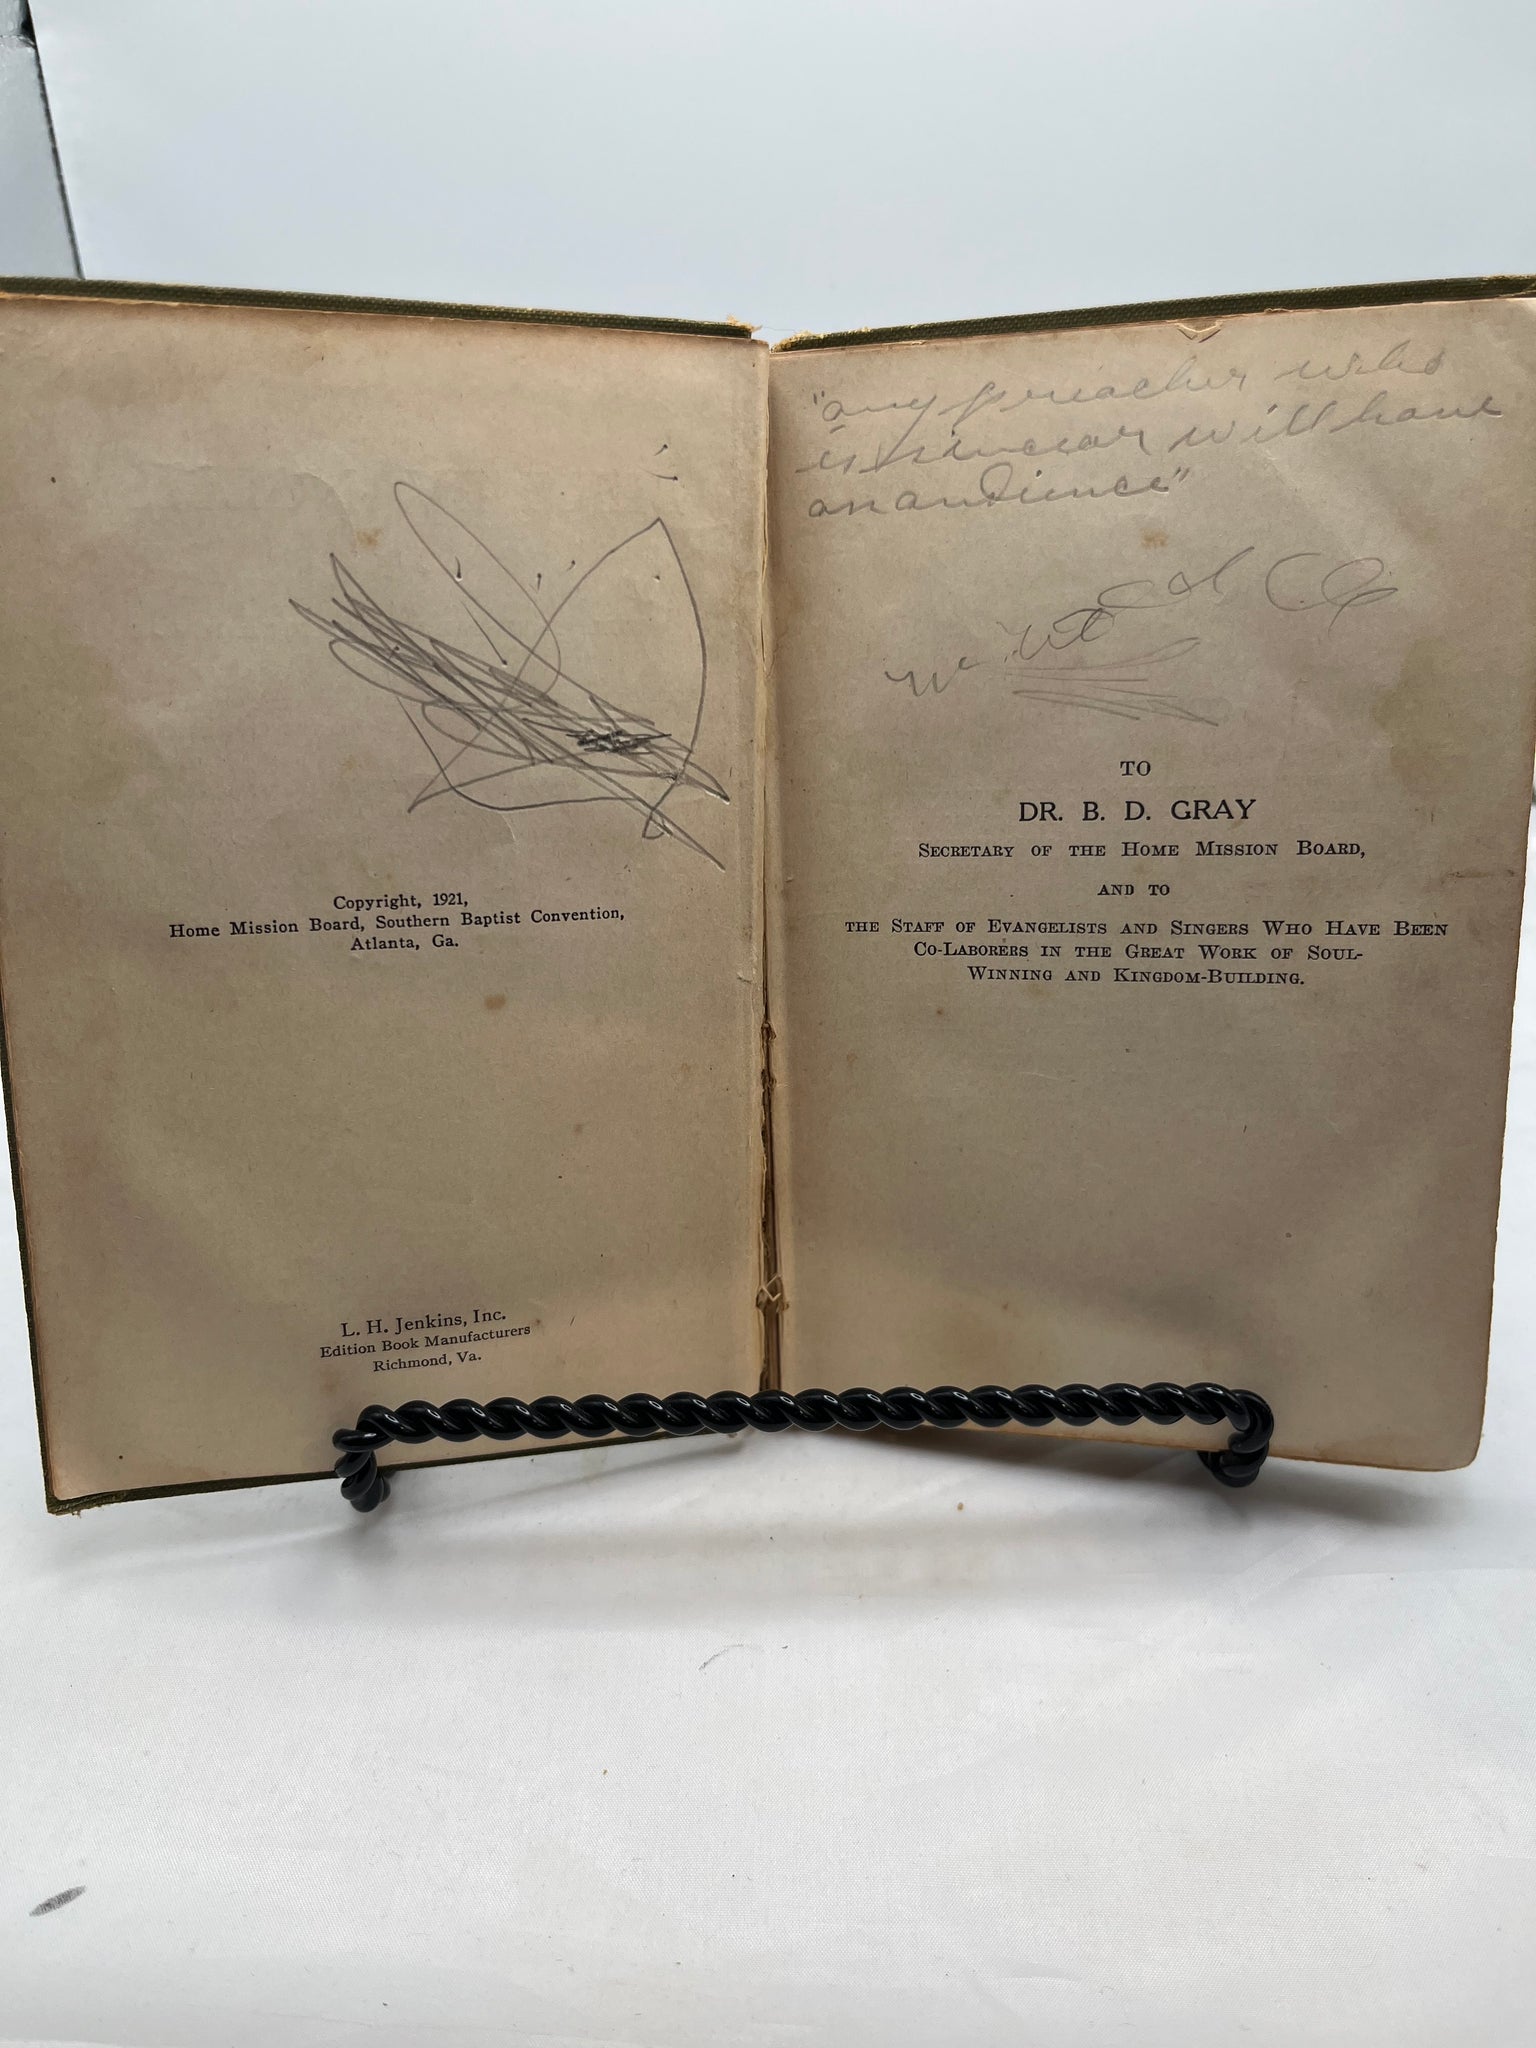 Copyright, 1921,
Home Mission Board, Southern Baptist Convention,
Atlanta, Ga.
L. H. Jenkins, Inc.
Edition Book Manufacturers
Richmond, Va.
"any preacher who
is sincear will have
an audience"
TO
DR. B. D. GRAY
SECRETARY OF THE HOME MISSION BOARD,
AND TO
THE STAFF OF EVANGELISTS AND SINGERS WHO HAVE BEEN
CO-LABORERS IN THE GREAT WORK OF SOUL-
WINNING AND KINGDOM-BUILDING.